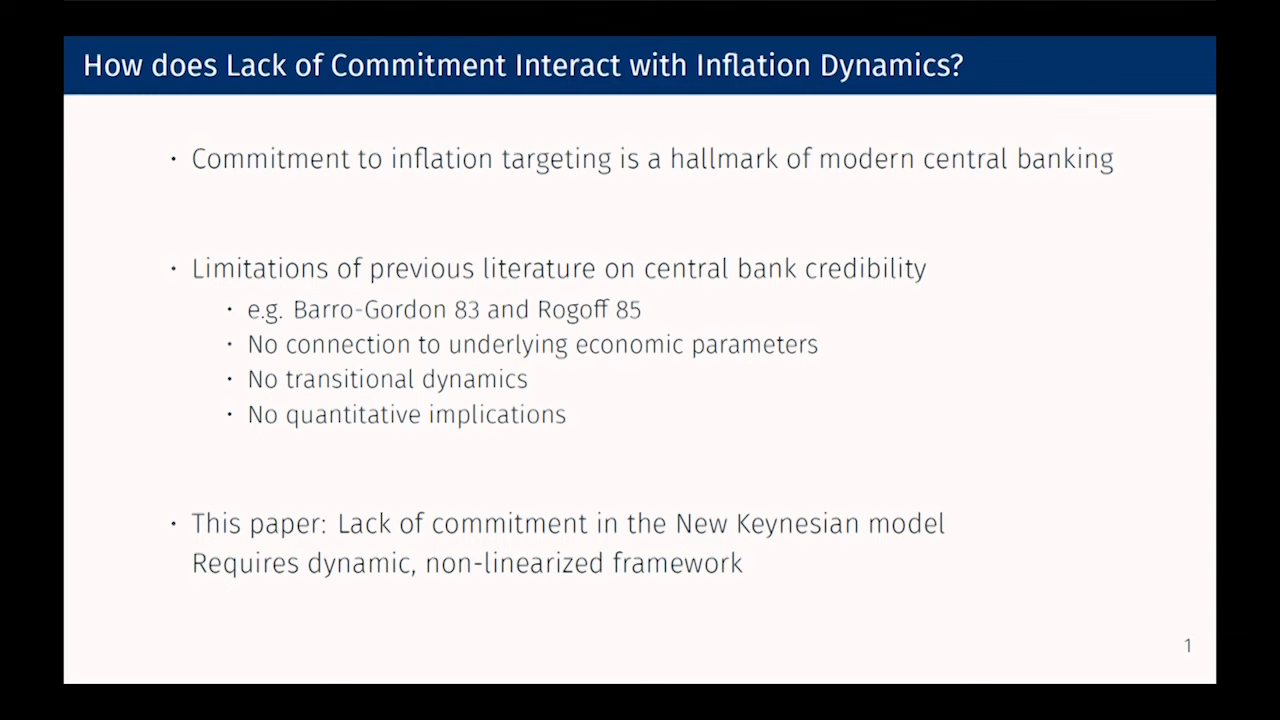 How does Lack of Commitment Interact with Inflation Dynamics?
· Commitment to inflation targeting is a hallmark of modern central banking
· Limitations of previous literature on central bank credibility
· e.g. Barro-Gordon 83 and Rogoff 85
· No connection to underlying economic parameters
· No transitional dynamics
· No quantitative implications
· This paper: Lack of commitment in the New Keynesian model
Requires dynamic, non-linearized framework
1